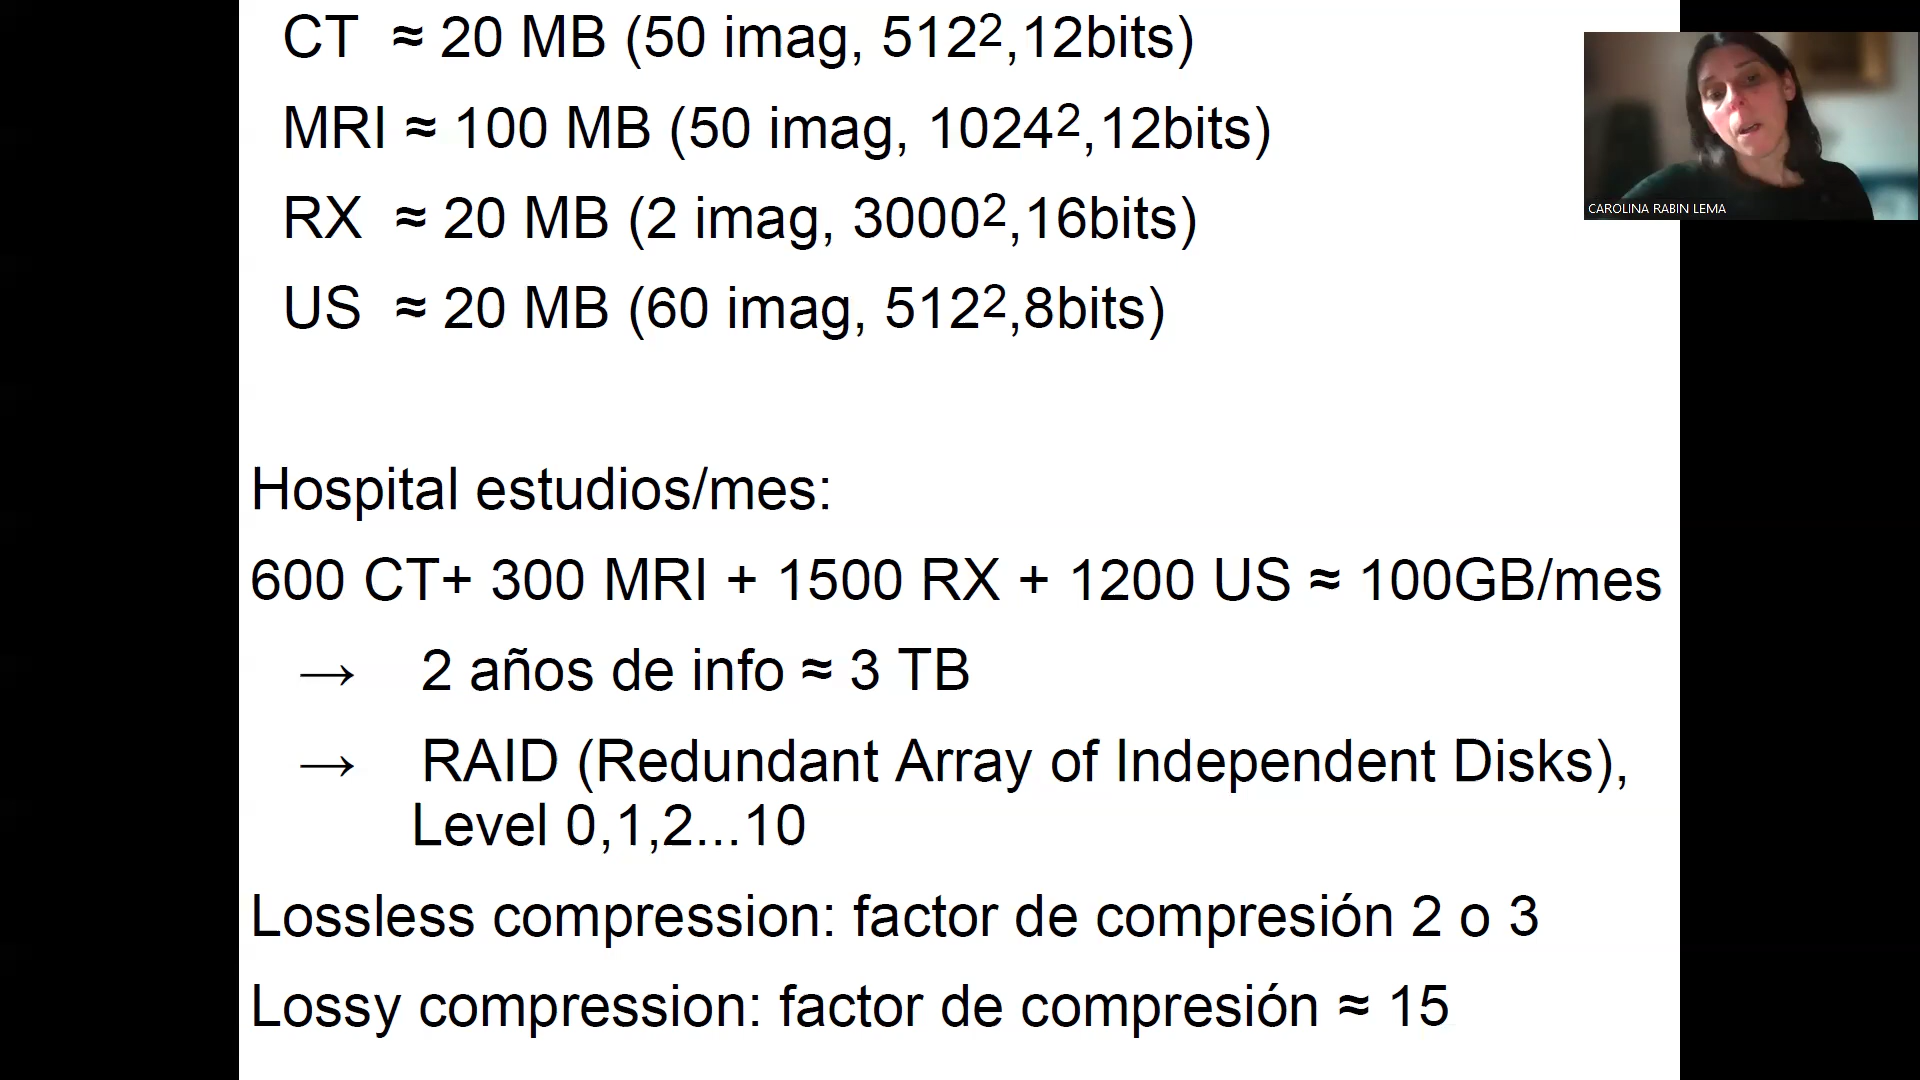 CT ≈ 20 MB (50 imag, 512²,12bits)
MRI ≈ 100 MB (50 imag, 1024²,12bits)
RX ≈ 20 MB (2 imag, 3000²,16bits)
US ≈ 20 MB (60 imag, 512²,8bits)
CAROLINA RABIN LEMA
Hospital estudios/mes:
600 CT+ 300 MRI + 1500 RX + 1200 US ≈ 100GB/mes
→ 2 años de info ≈ 3 TB
→ RAID (Redundant Array of Independent Disks),
Level 0,1,2...10
Lossless compression: factor de compresión 2 o 3
Lossy compression: factor de compresión ≈ 15